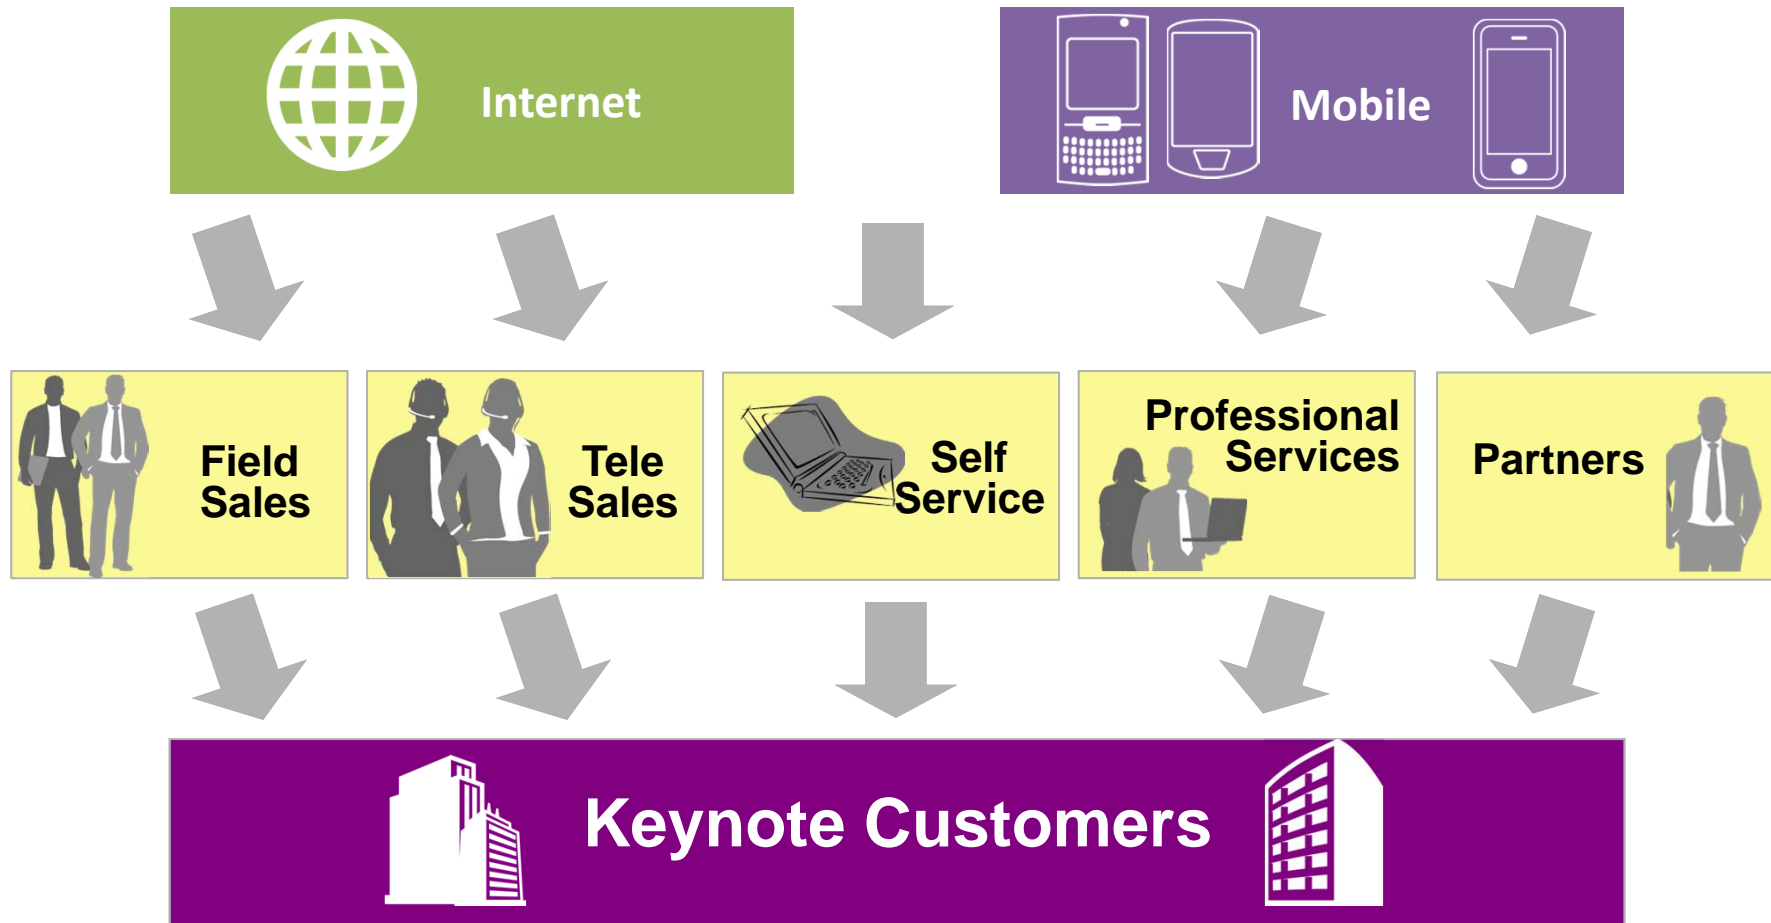 Internet
Mobile
Field
Sales
Tele
Sales
Self
Service
Professional
Services
Partners
Keynote Customers